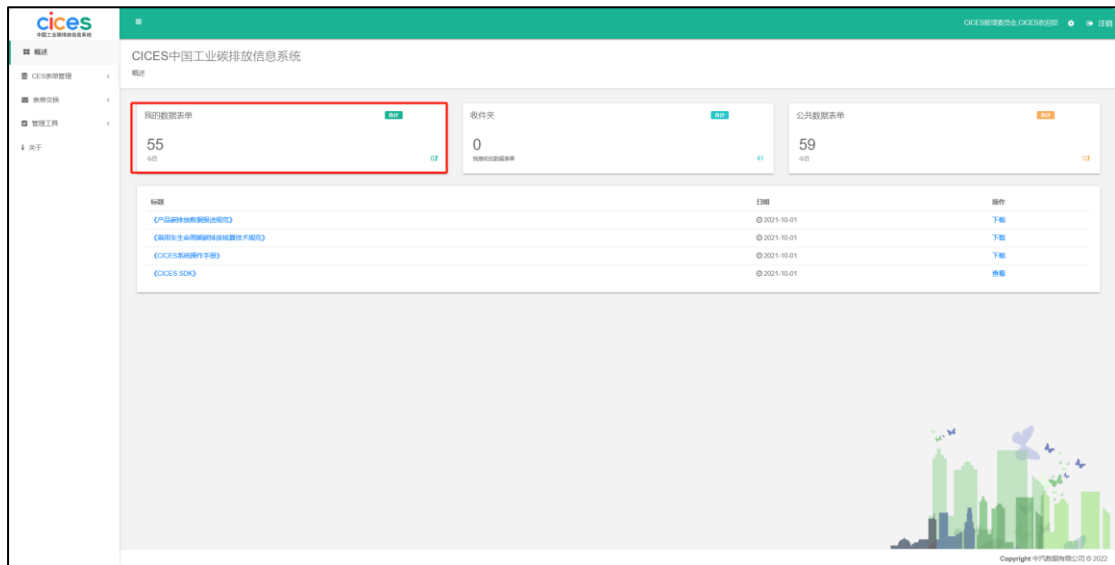 cices
中国工业碳排放信息系统
CICES管理委员会,CICES欢迎您
注销
概述
CES表单管理
表单交换
管理工具
关于
CICES中国工业碳排放信息系统
概述
我的数据表单
合计
55
今日
0
收件夹
合计
0
我接收的数据表单
41
公共数据表单
合计
59
今日
0
标题 日期 操作
《产品碳排放数据报送规范》 2021-10-01 下载
《乘用车生命周期碳排放核算技术规范》 2021-10-01 下载
《CICES系统操作手册》 2021-10-01 下载
《CICES SDK》 2021-10-01 查看
Copyright 中汽数据有限公司 © 2022